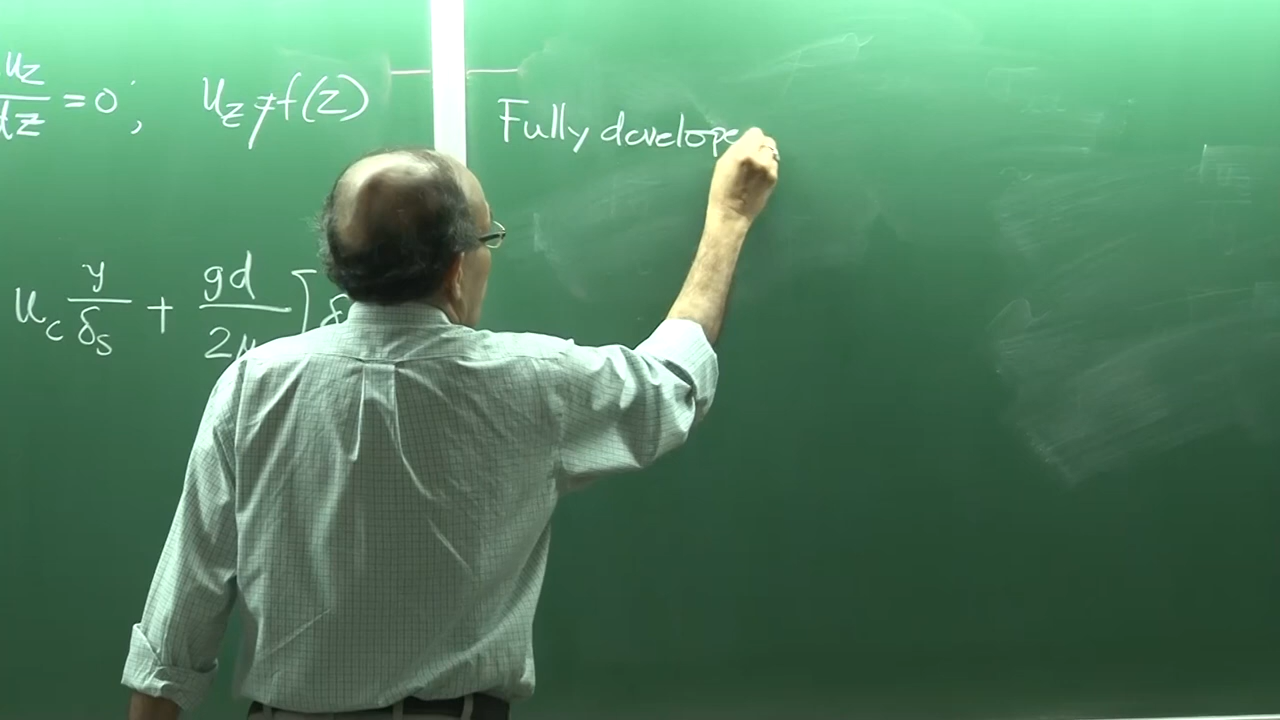 uz/dz = 0; uz ≠ f(z)
Fully develope
uc y/δs + gd/2μ [δ